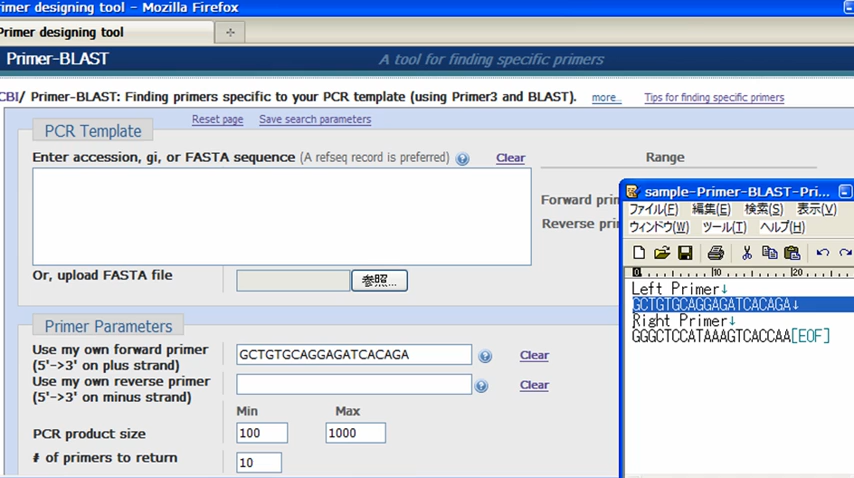 rimer designing tool - Mozilla Firefox
Primer designing tool
Primer-BLAST
A tool for finding specific primers
CBI/ Primer-BLAST: Finding primers specific to your PCR template (using Primer3 and BLAST). more.. Tips for finding specific primers
Reset page Save search parameters
PCR Template
Enter accession, gi, or FASTA sequence (A refseq record is preferred) Clear
Range
Forward prim
Reverse prim
Or, upload FASTA file
参照...
Primer Parameters
Use my own forward primer
(5'->3' on plus strand)
GCTGTGCAGGAGATCACAGA
Clear
Use my own reverse primer
(5'->3' on minus strand)
Clear
Min Max
PCR product size 100 1000
# of primers to return 10
sample-Primer-BLAST-Pri...
ファイル(F) 編集(E) 検索(S) 表示(V)
ウィンドウ(W) ツール(T) ヘルプ(H)
0 10 20
Left Primer↓
GCTGTGCAGGAGATCACAGA↓
Right Primer↓
GGGCTCCATAAAGTCACCAA[EOF]